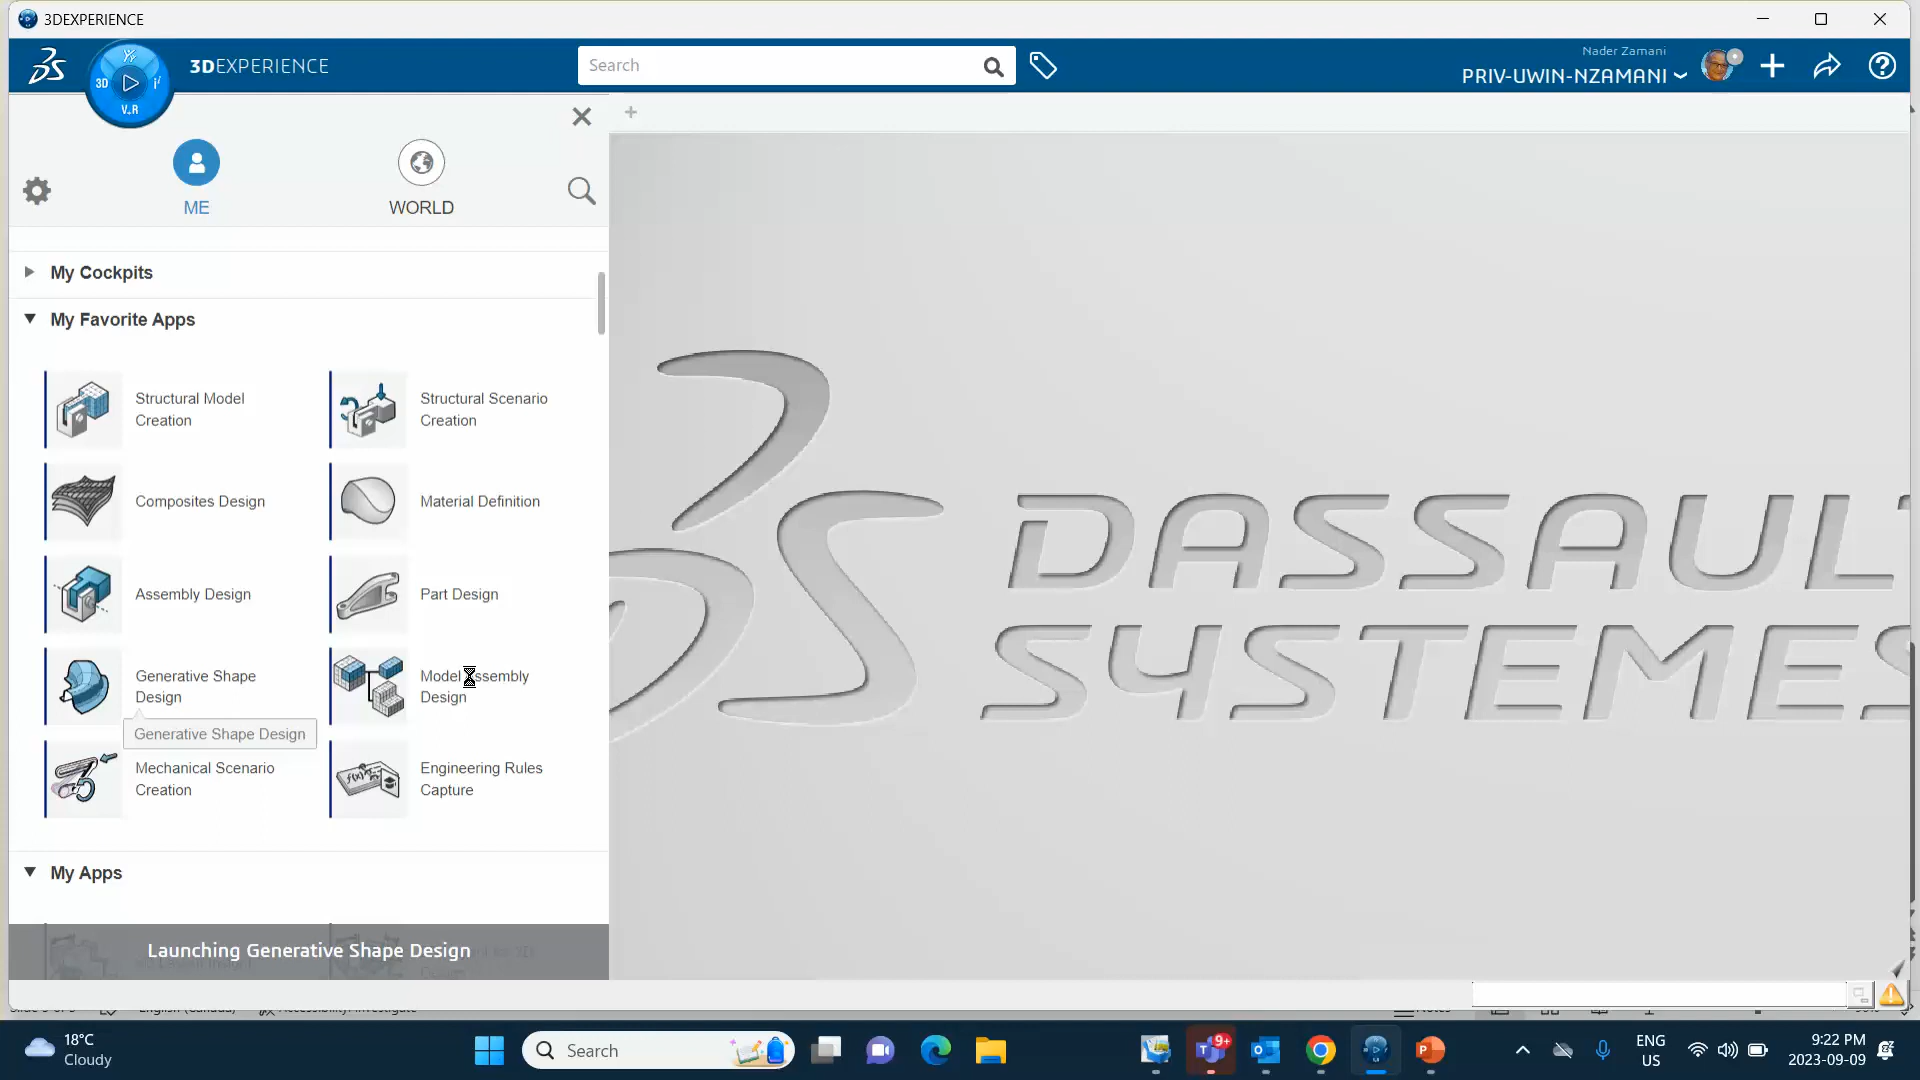 3DEXPERIENCE
3DEXPERIENCE
3D
V.R
Search
Nader Zamani
PRIV-UWIN-NZAMANI
ME
WORLD
My Cockpits
My Favorite Apps
Structural Model
Creation
Structural Scenario
Creation
Composites Design
Material Definition
Assembly Design
Part Design
Generative Shape
Design
Model Assembly
Design
Generative Shape Design
Mechanical Scenario
Creation
Engineering Rules
Capture
My Apps
Launching Generative Shape Design
DASSAUL
SYSTEMES
18°C
Cloudy
Search
9+
ENG
US
9:22 PM
2023-09-09